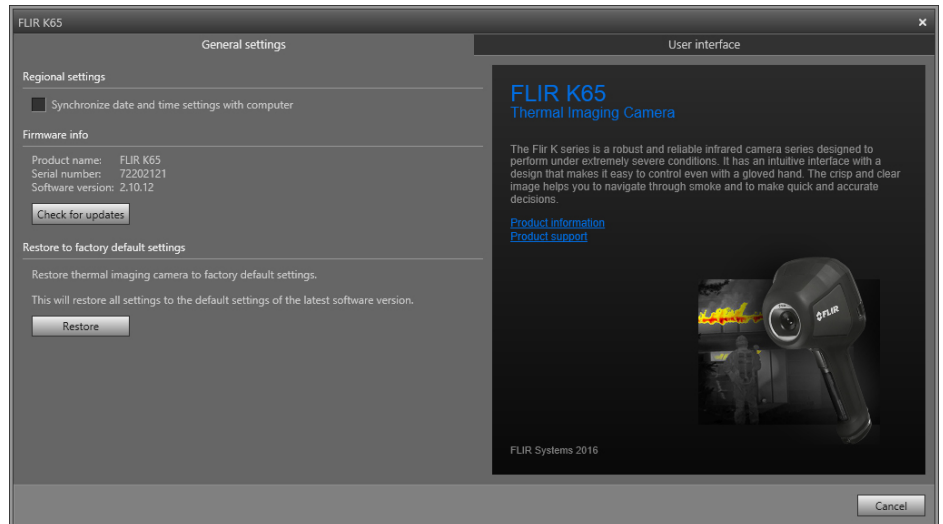 FLIR K65
General settings
User interface
Regional settings
Synchronize date and time settings with computer
Firmware info
Product name: FLIR K65
Serial number: 72202121
Software version: 2.10.12
Check for updates
Restore to factory default settings
Restore thermal imaging camera to factory default settings.
This will restore all settings to the default settings of the latest software version.
Restore
FLIR K65
Thermal Imaging Camera
The Flir K series is a robust and reliable infrared camera series designed to
perform under extremely severe conditions. It has an intuitive interface with a
design that makes it easy to control even with a gloved hand. The crisp and clear
image helps you to navigate through smoke and to make quick and accurate
decisions.
Product information
Product support
FLIR
FLIR Systems 2016
Cancel